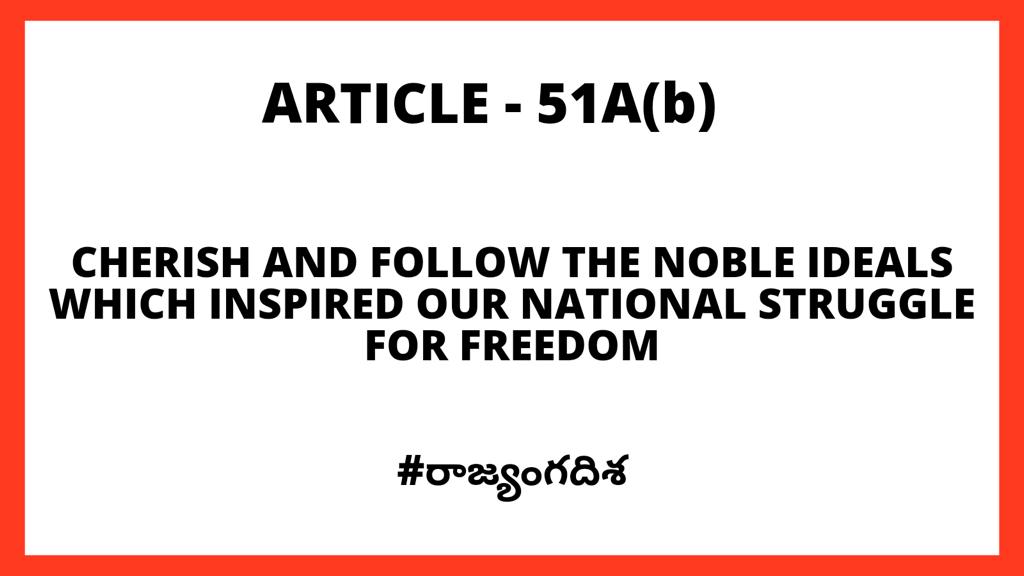 ARTICLE - 51A(b)
CHERISH AND FOLLOW THE NOBLE IDEALS
WHICH INSPIRED OUR NATIONAL STRUGGLE
FOR FREEDOM
#రాజ్యంగదిశ